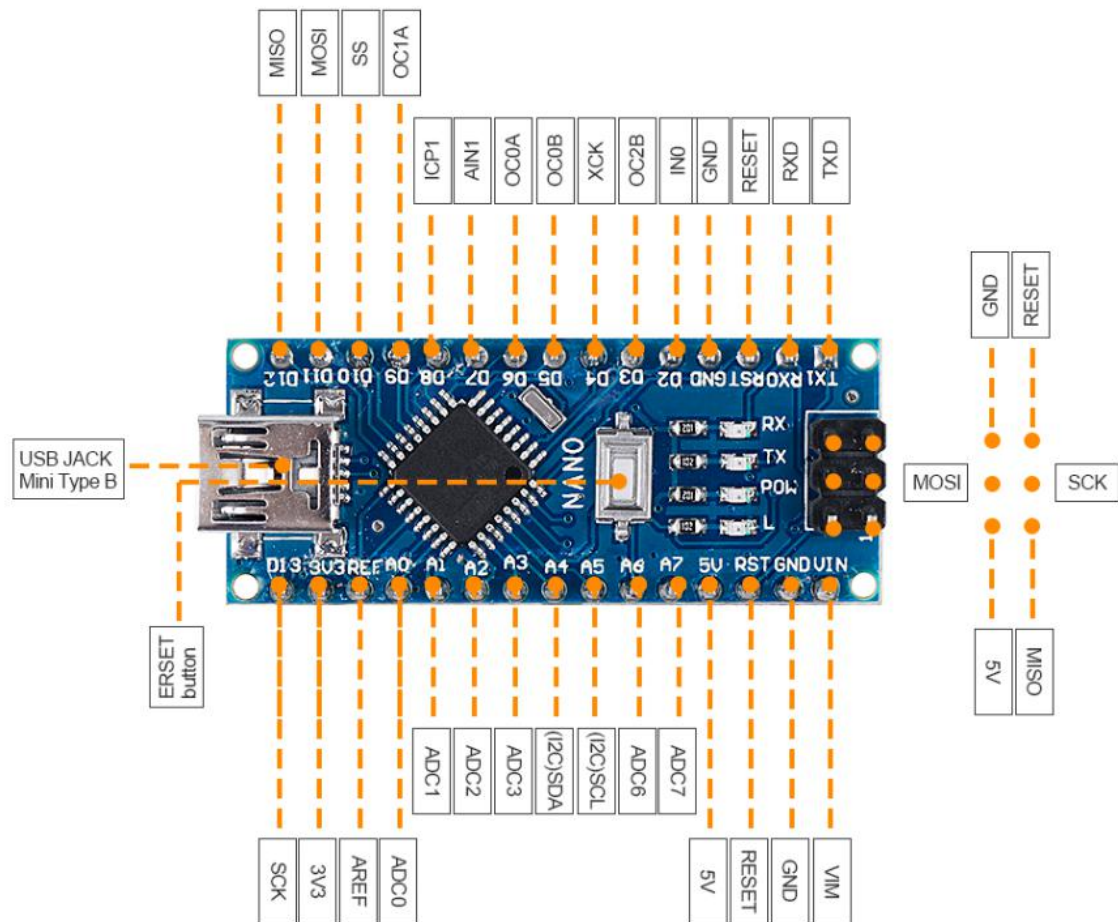 MISO
MOSI
SS
OC1A
ICP1
AIN1
OC0A
OC0B
XCK
OC2B
IN0
GND
RESET
RXD
TXD
GND
RESET
D12
D11
D10
D9
D8
D7
D6
D5
D4
D3
D2
GND
RST
RX0
TX1
USB JACK
Mini Type B
NANO
RX
TX
POW
L
1
MOSI
SCK
D13
3V3
REF
A0
A1
A2
A3
A4
A5
A6
A7
5V
RST
GND
VIN
ERSET
button
5V
MISO
ADC1
ADC2
ADC3
(I2C)SDA
(I2C)SCL
ADC6
ADC7
SCK
3V3
AREF
ADC0
5V
RESET
GND
VIM